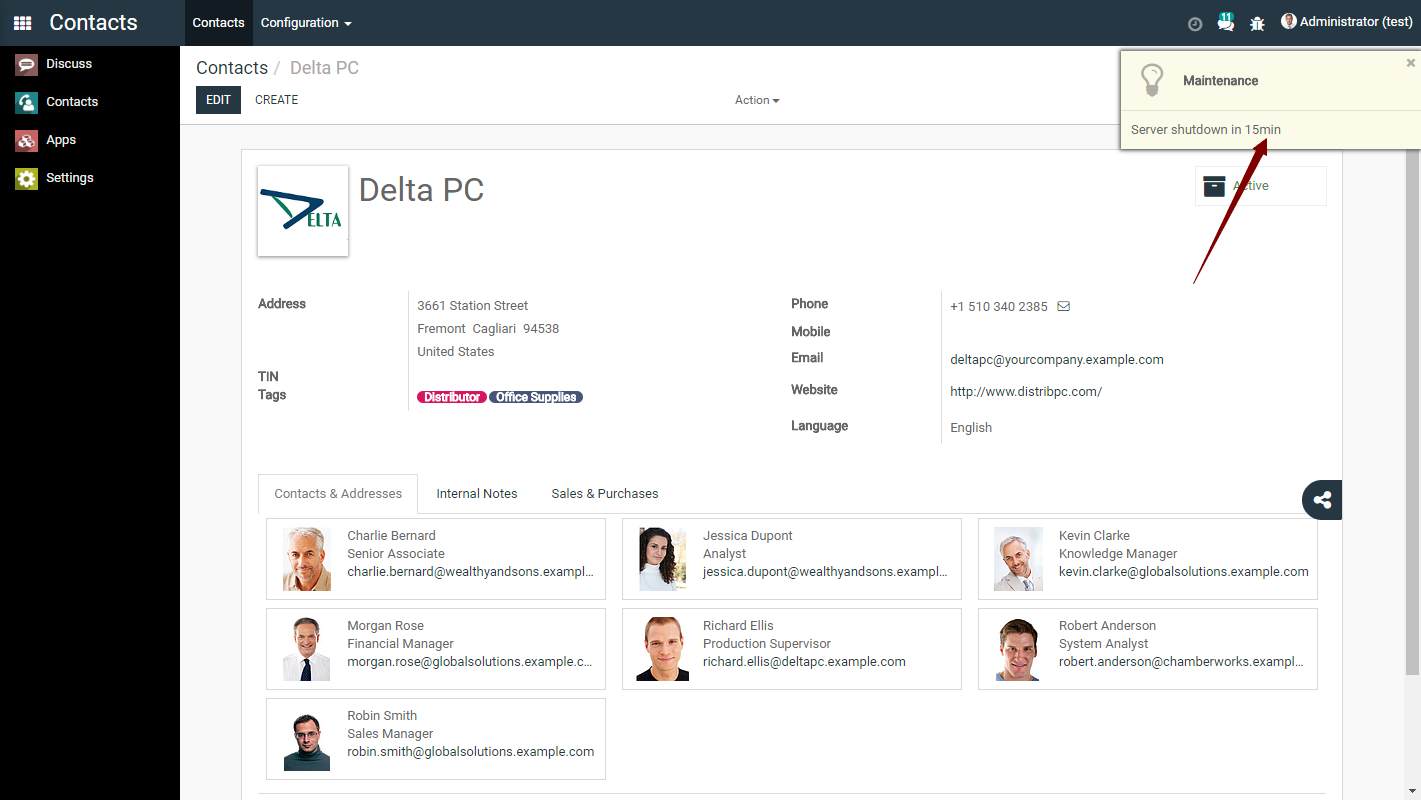 Contacts
Contacts
Configuration
11
Administrator (test)
Discuss
Contacts
Apps
Settings
Contacts / Delta PC
EDIT
CREATE
Action
Maintenance
Server shutdown in 15min
ELTA
Delta PC
Active
Address
3661 Station Street
Fremont Cagliari 94538
United States
TIN
Tags
Distributor
Office Supplies
Phone
+1 510 340 2385
Mobile
Email
deltapc@yourcompany.example.com
Website
http://www.distribpc.com/
Language
English
Contacts & Addresses
Internal Notes
Sales & Purchases
Charlie Bernard
Senior Associate
charlie.bernard@wealthyandsons.exampl...
Jessica Dupont
Analyst
jessica.dupont@wealthyandsons.exampl...
Kevin Clarke
Knowledge Manager
kevin.clarke@globalsolutions.example.com
Morgan Rose
Financial Manager
morgan.rose@globalsolutions.example.c...
Richard Ellis
Production Supervisor
richard.ellis@deltapc.example.com
Robert Anderson
System Analyst
robert.anderson@chamberworks.exampl...
Robin Smith
Sales Manager
robin.smith@globalsolutions.example.com